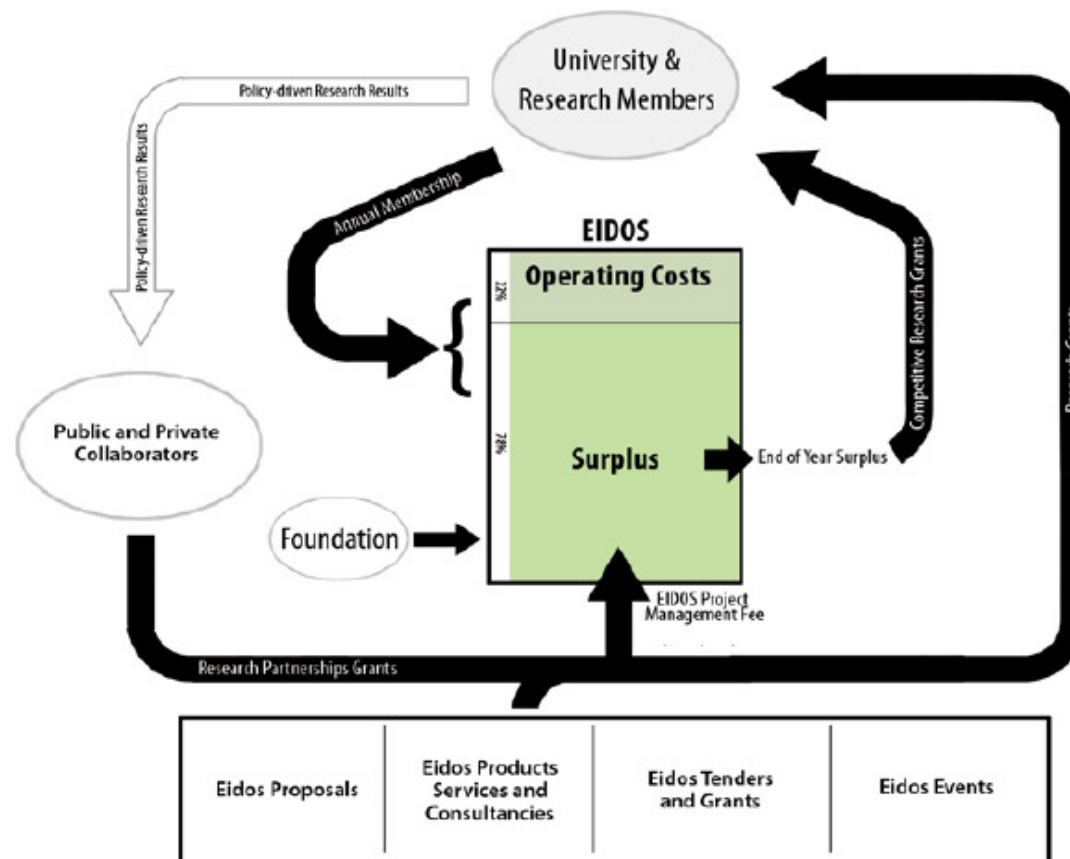 University &
Research Members
Policy-driven Research Results
Policy-driven Research Results
Annual Membership
EIDOS
Operating Costs
22%
78%
Surplus
End of Year Surplus
Competitive Research Grants
Research Grants
Public and Private
Collaborators
Foundation
EIDOS Project
Management Fee
Research Partnerships Grants
Eidos Proposals
Eidos Products
Services and
Consultancies
Eidos Tenders
and Grants
Eidos Events